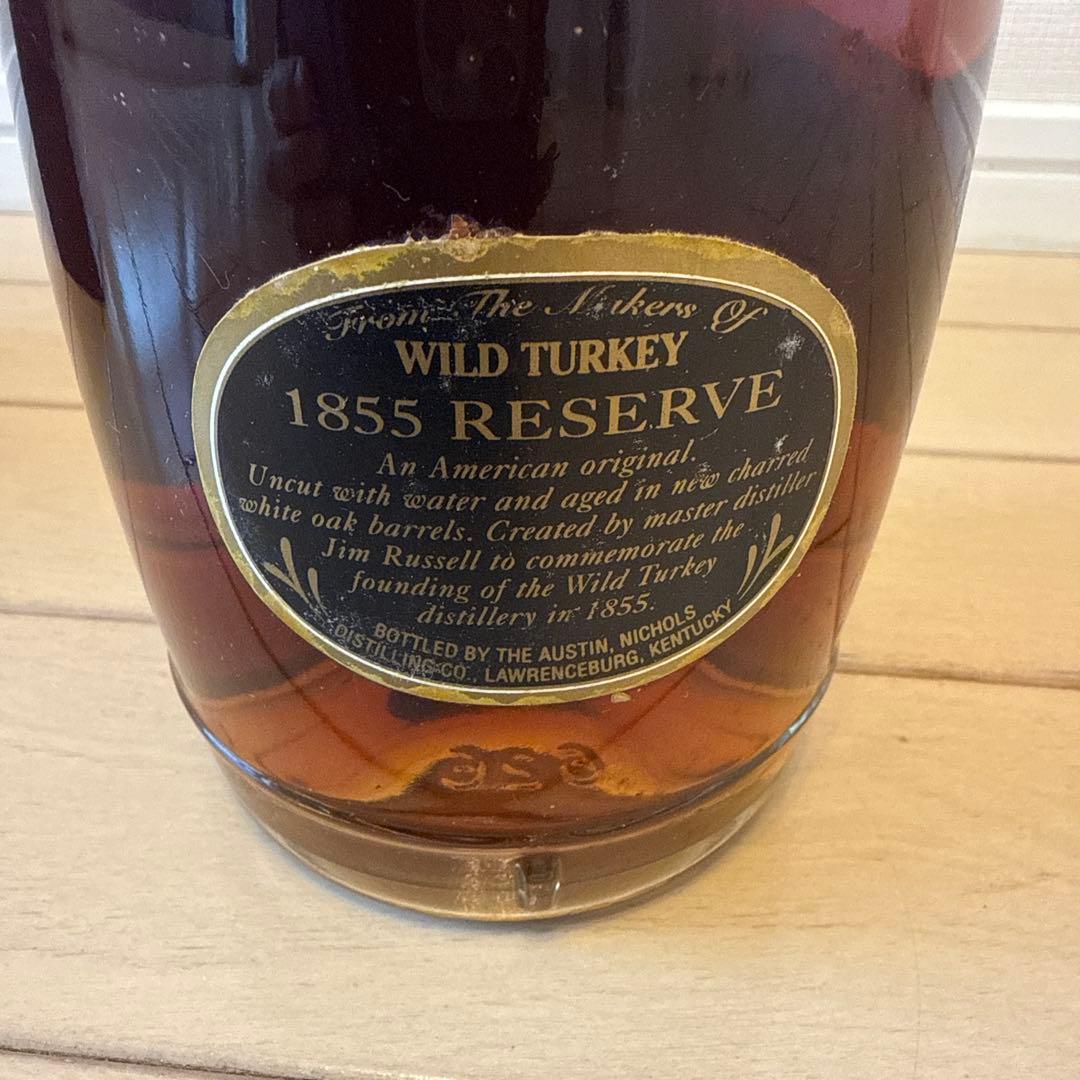 From The Makers Of
WILD TURKEY
1855 RESERVE
An American original.
Uncut with water and aged in new charred
white oak barrels. Created by master distiller
Jim Russell to commemorate the
founding of the Wild Turkey
distillery in 1855.
BOTTLED BY THE AUSTIN, NICHOLS
DISTILLING CO., LAWRENCEBURG, KENTUCKY